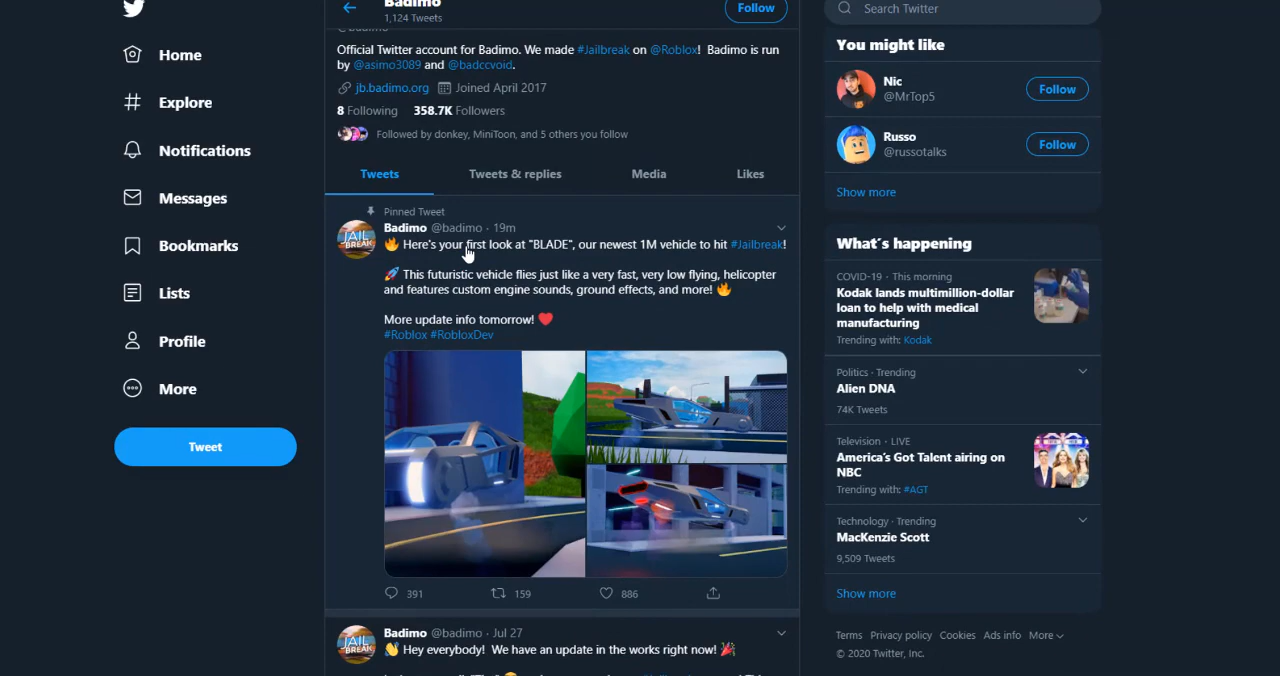 Home
Explore
Notifications
Messages
Bookmarks
Lists
Profile
More
Tweet
Badimo
1,124 Tweets
Follow
Official Twitter account for Badimo. We made #Jailbreak on @Roblox! Badimo is run
by @asimo3089 and @badccvoid.
jb.badimo.org Joined April 2017
8 Following 358.7K Followers
Followed by donkey, MiniToon, and 5 others you follow
Tweets Tweets & replies Media Likes
Pinned Tweet
Badimo @badimo · 19m
🔥 Here's your first look at "BLADE", our newest 1M vehicle to hit #Jailbreak!
🚀 This futuristic vehicle flies just like a very fast, very low flying, helicopter
and features custom engine sounds, ground effects, and more! 🔥
More update info tomorrow! ❤️
#Roblox #RobloxDev
JAIL
BREAK
391 159 886
Badimo @badimo · Jul 27
👋 Hey everybody! We have an update in the works right now! 🎉
JAIL
BREAK
Search Twitter
You might like
Nic
@MrTop5
Follow
Russo
@russotalks
Follow
Show more
What's happening
COVID-19 · This morning
Kodak lands multimillion-dollar
loan to help with medical
manufacturing
Trending with: Kodak
Politics · Trending
Alien DNA
74K Tweets
Television · LIVE
America's Got Talent airing on
NBC
Trending with: #AGT
Technology · Trending
MacKenzie Scott
9,509 Tweets
Show more
Terms Privacy policy Cookies Ads info More
© 2020 Twitter, Inc.